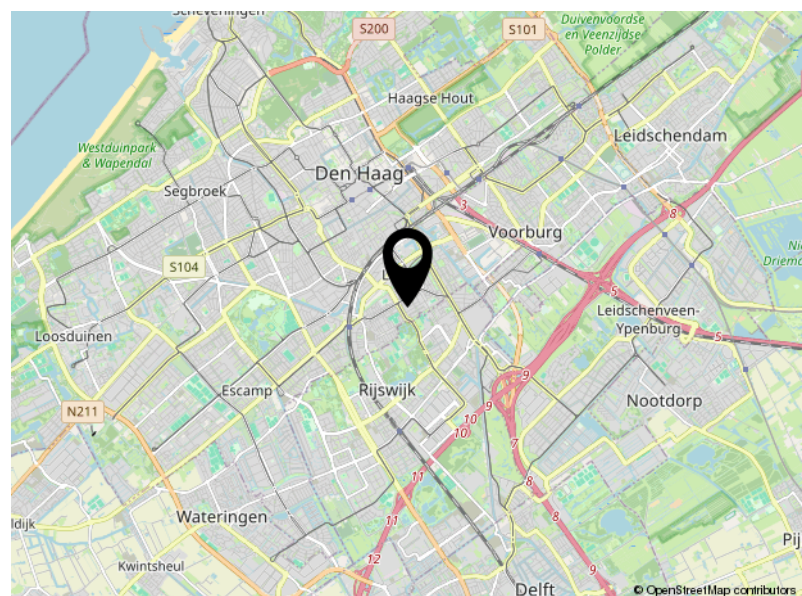 Scheveningen
S200
S101
Duivenvoordse
en Veenzijdse
Polder
Haagse Hout
Leidschendam
Westduinpark
& Wapendal
Den Haag
Segbroek
3
8
Voorburg
S104
5
Leidschenveen-
Ypenburg
5
Loosduinen
Escamp
Rijswijk
9
9
Nootdorp
N211
10
10
7
11
8
11
Wateringen
12
Kwintsheul
9
Delft
© OpenStreetMap contributors